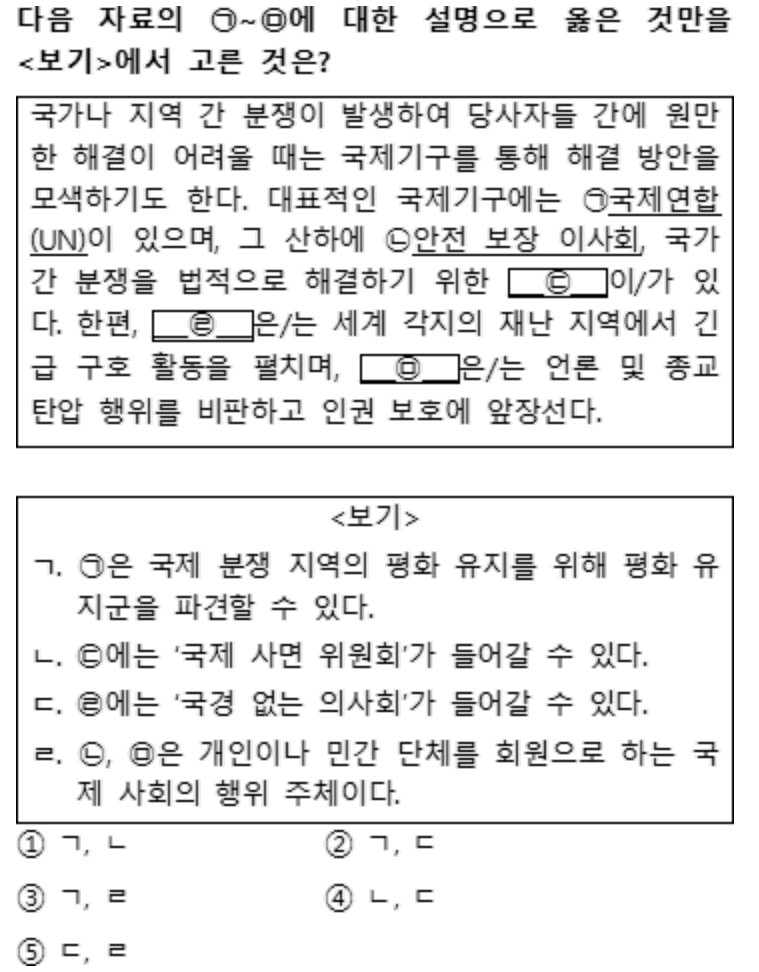 다음 자료의 ㉠~㉤에 대한 설명으로 옳은 것만을
<보기>에서 고른 것은?
국가나 지역 간 분쟁이 발생하여 당사자들 간에 원만
한 해결이 어려울 때는 국제기구를 통해 해결 방안을
모색하기도 한다. 대표적인 국제기구에는 ㉠국제연합
(UN)이 있으며, 그 산하에 ㉡안전 보장 이사회, 국가
간 분쟁을 법적으로 해결하기 위한 ㉢이/가 있
다. 한편, ㉣은/는 세계 각지의 재난 지역에서 긴
급 구호 활동을 펼치며, ㉤은/는 언론 및 종교
탄압 행위를 비판하고 인권 보호에 앞장선다.
<보기>
ㄱ. ㉠은 국제 분쟁 지역의 평화 유지를 위해 평화 유
지군을 파견할 수 있다.
ㄴ. ㉢에는 '국제 사면 위원회'가 들어갈 수 있다.
ㄷ. ㉣에는 '국경 없는 의사회'가 들어갈 수 있다.
ㄹ. ㉡, ㉤은 개인이나 민간 단체를 회원으로 하는 국
제 사회의 행위 주체이다.
① ㄱ, ㄴ ② ㄱ, ㄷ
③ ㄱ, ㄹ ④ ㄴ, ㄷ
⑤ ㄷ, ㄹ